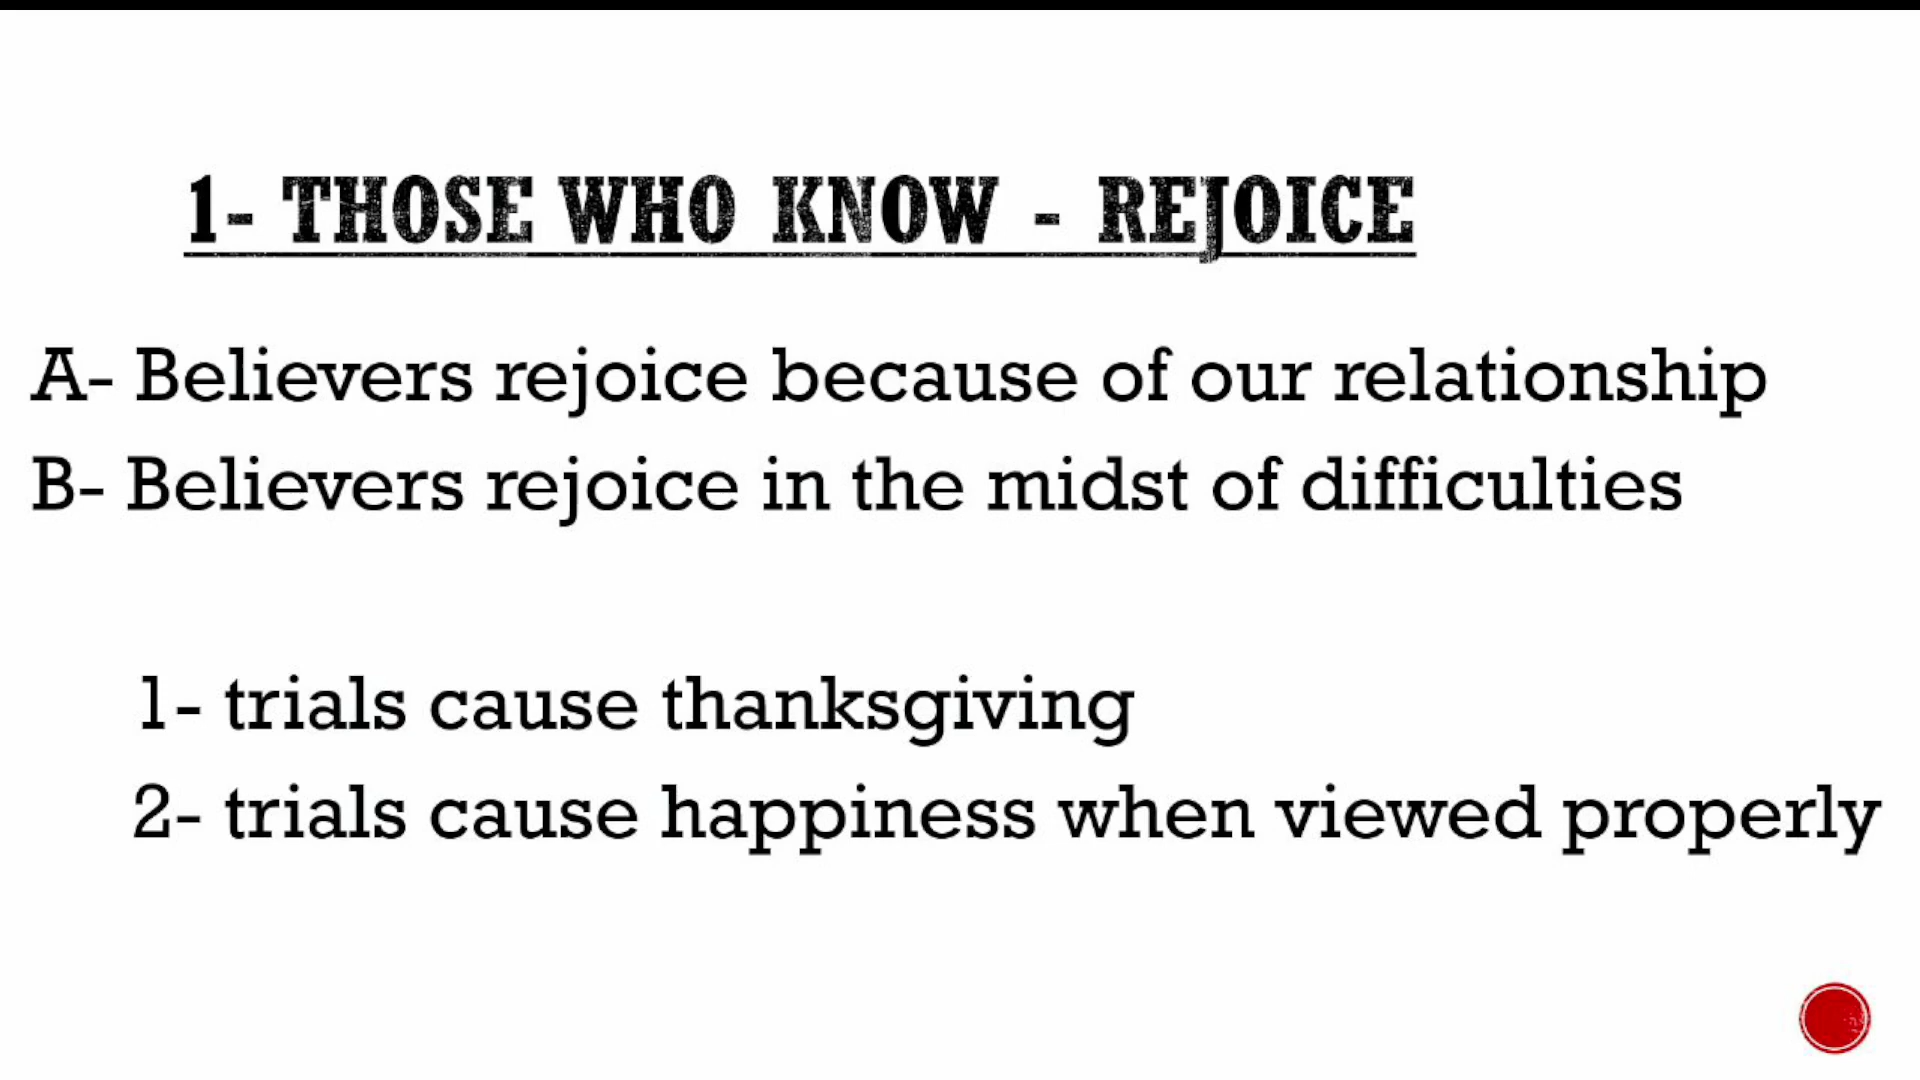 1- THOSE WHO KNOW - REJOICE
A- Believers rejoice because of our relationship
B- Believers rejoice in the midst of difficulties
1- trials cause thanksgiving
2- trials cause happiness when viewed properly